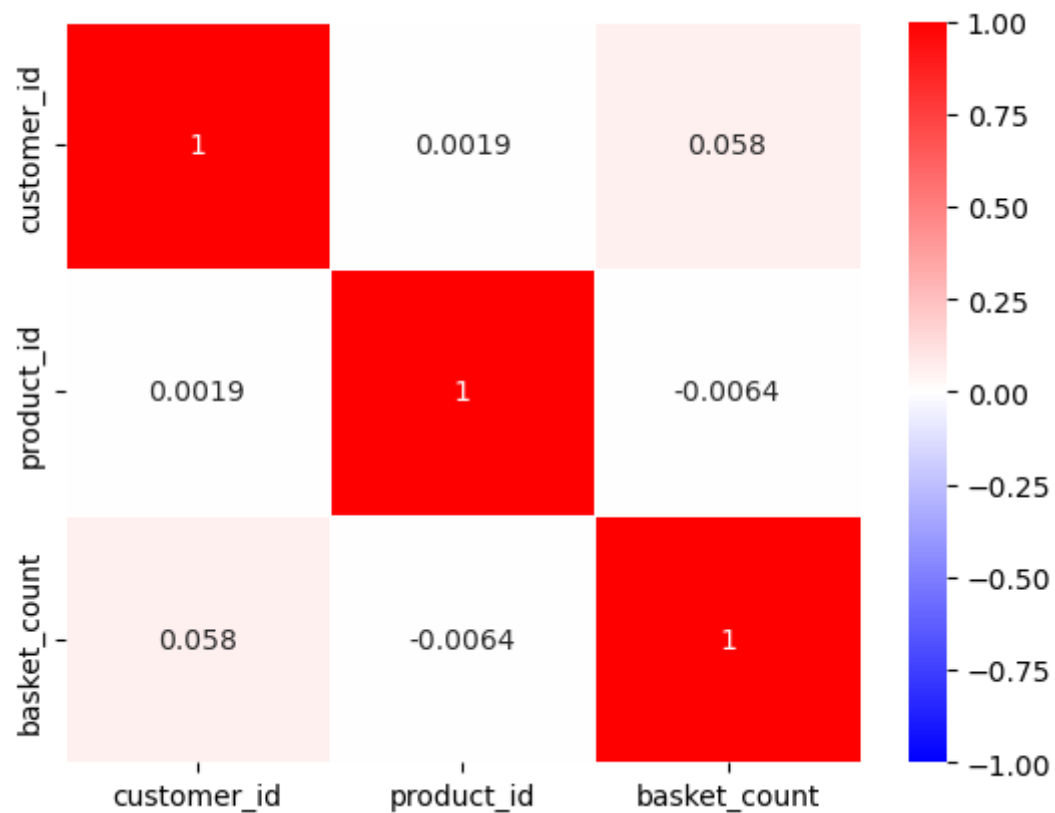 customer_id 1 0.0019 0.058
product_id 0.0019 1 -0.0064
basket_count 0.058 -0.0064 1
customer_id product_id basket_count
1.00
0.75
0.50
0.25
0.00
−0.25
−0.50
−0.75
−1.00